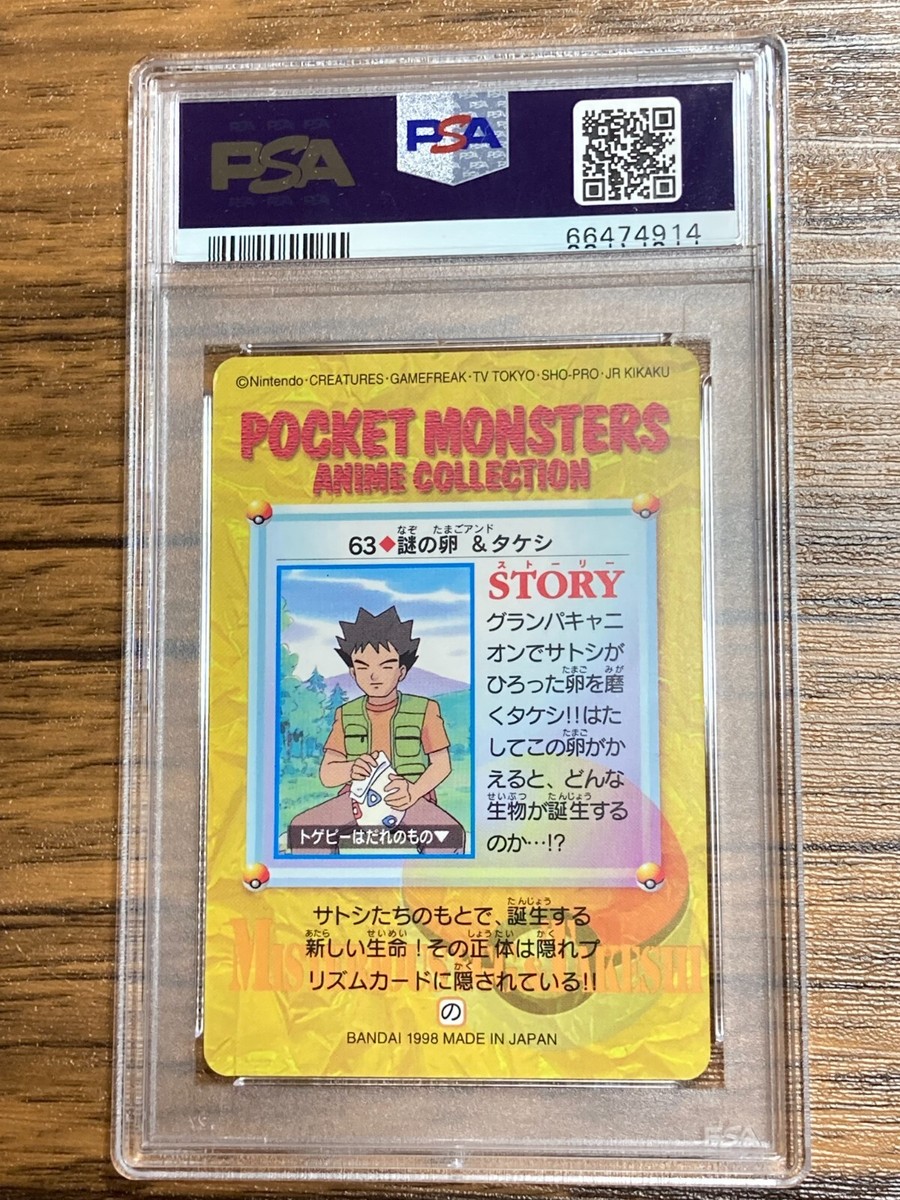 PSA
PSA
66474914
©Nintendo・CREATURES・GAMEFREAK・TV TOKYO・SHO-PRO・JR KIKAKU
POCKET MONSTERS
ANIME COLLECTION
なぞ たまごアンド
63◆謎の卵 &タケシ
ストーリー
STORY
グランパキャニ
オンでサトシが
たまご みが
ひろった卵を磨
くタケシ!!はた
たまご
してこの卵がか
えると、どんな
せいぶつ たんじょう
生物が誕生する
のか…!?
トゲピーはだれのもの▼
たんじょう
サトシたちのもとで、誕生する
あたら せいめい しょうたい かく
新しい生命!その正体は隠れプ
かく
リズムカードに隠されている!!
の
BANDAI 1998 MADE IN JAPAN
PSA